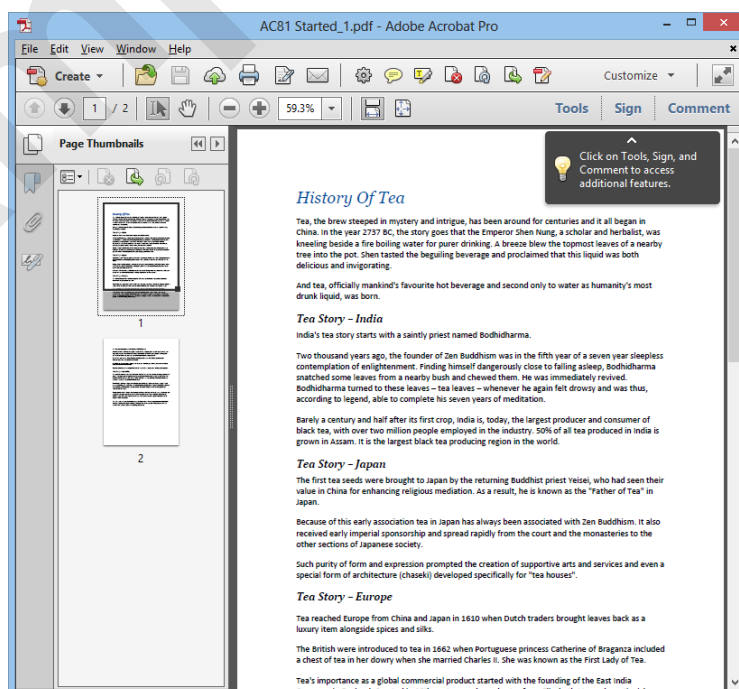 AC81 Started_1.pdf - Adobe Acrobat Pro
File Edit View Window Help
Create
Customize
1 / 2
59.3%
Tools Sign Comment
Page Thumbnails
Click on Tools, Sign, and
Comment to access
additional features.
1
2
History Of Tea
Tea, the brew steeped in mystery and intrigue, has been around for centuries and it all began in
China. In the year 2737 BC, the story goes that the Emperor Shen Nung, a scholar and herbalist, was
kneeling beside a fire boiling water for purer drinking. A breeze blew the topmost leaves of a nearby
tree into the pot. Shen tasted the beguiling beverage and proclaimed that this liquid was both
delicious and invigorating.
And tea, officially mankind's favourite hot beverage and second only to water as humanity's most
drunk liquid, was born.
Tea Story – India
India's tea story starts with a saintly priest named Bodhidharma.
Two thousand years ago, the founder of Zen Buddhism was in the fifth year of a seven year sleepless
contemplation of enlightenment. Finding himself dangerously close to falling asleep, Bodhidharma
snatched some leaves from a nearby bush and chewed them. He was immediately revived.
Bodhidharma turned to these leaves – tea leaves – whenever he again felt drowsy and was thus,
according to legend, able to complete his seven years of meditation.
Barely a century and half after its first crop, India is, today, the largest producer and consumer of
black tea, with over two million people employed in the industry. 50% of all tea produced in India is
grown in Assam. It is the largest black tea producing region in the world.
Tea Story – Japan
The first tea seeds were brought to Japan by the returning Buddhist priest Yeisei, who had seen their
value in China for enhancing religious mediation. As a result, he is known as the "Father of Tea" in
Japan.
Because of this early association tea in Japan has always been associated with Zen Buddhism. It also
received early imperial sponsorship and spread rapidly from the court and the monasteries to the
other sections of Japanese society.
Such purity of form and expression prompted the creation of supportive arts and services and even a
special form of architecture (chaseki) developed specifically for "tea houses".
Tea Story – Europe
Tea reached Europe from China and Japan in 1610 when Dutch traders brought leaves back as a
luxury item alongside spices and silks.
The British were introduced to tea in 1662 when Portuguese princess Catherine of Braganza included
a chest of tea in her dowry when she married Charles II. She was known as the First Lady of Tea.
Tea's importance as a global commercial product started with the founding of the East India